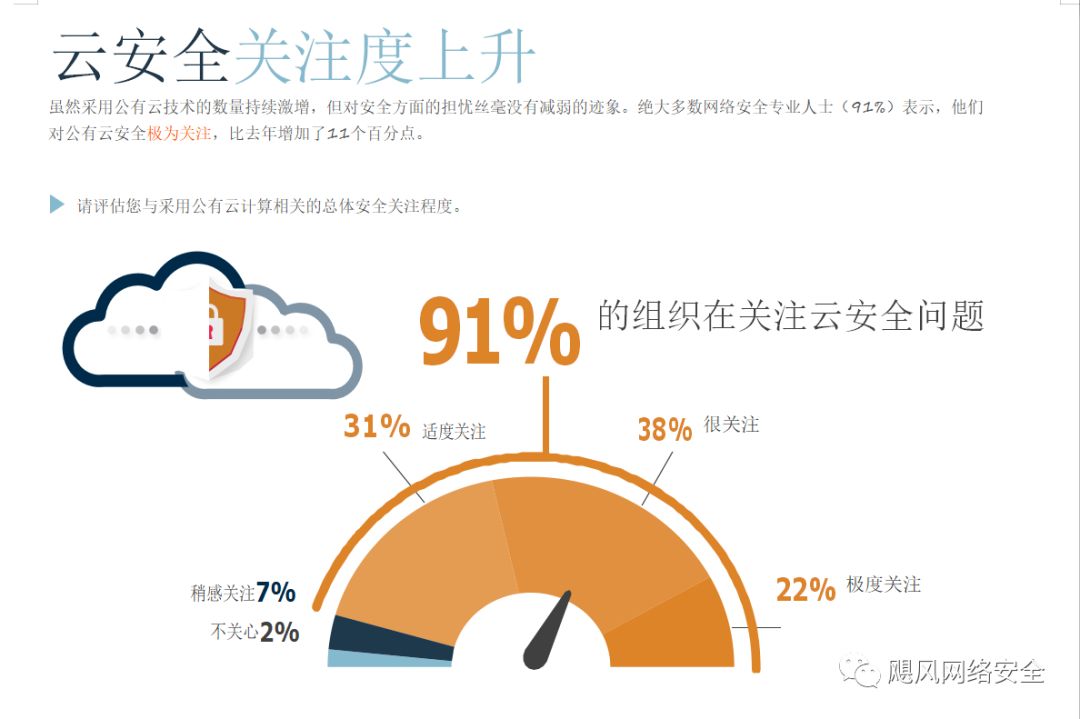 云安全关注度上升
虽然采用公有云技术的数量持续激增，但对安全方面的担忧丝毫没有减弱的迹象。绝大多数网络安全专业人士（91%）表示，他们
对公有云安全极为关注，比去年增加了11个百分点。
请评估您与采用公有云计算相关的总体安全关注程度。
91% 的组织在关注云安全问题
31% 适度关注
38% 很关注
22% 极度关注
稍感关注7%
不关心2%
飓风网络安全